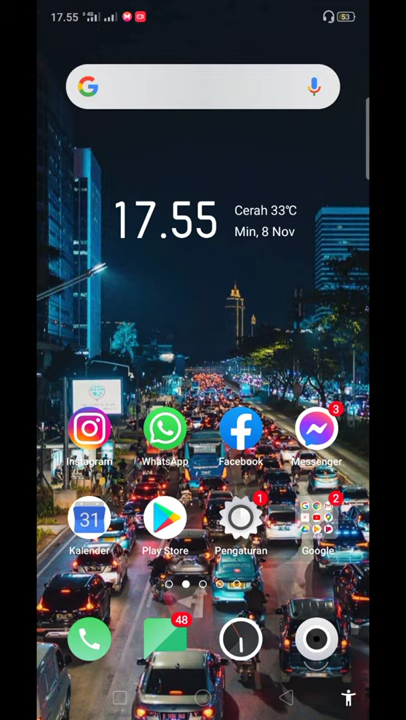 17.55 53
17.55
Cerah 33℃
Min, 8 Nov
3
Instagram WhatsApp Facebook Messenger
31 1 2
Kalender Play Store Pengaturan Google
48